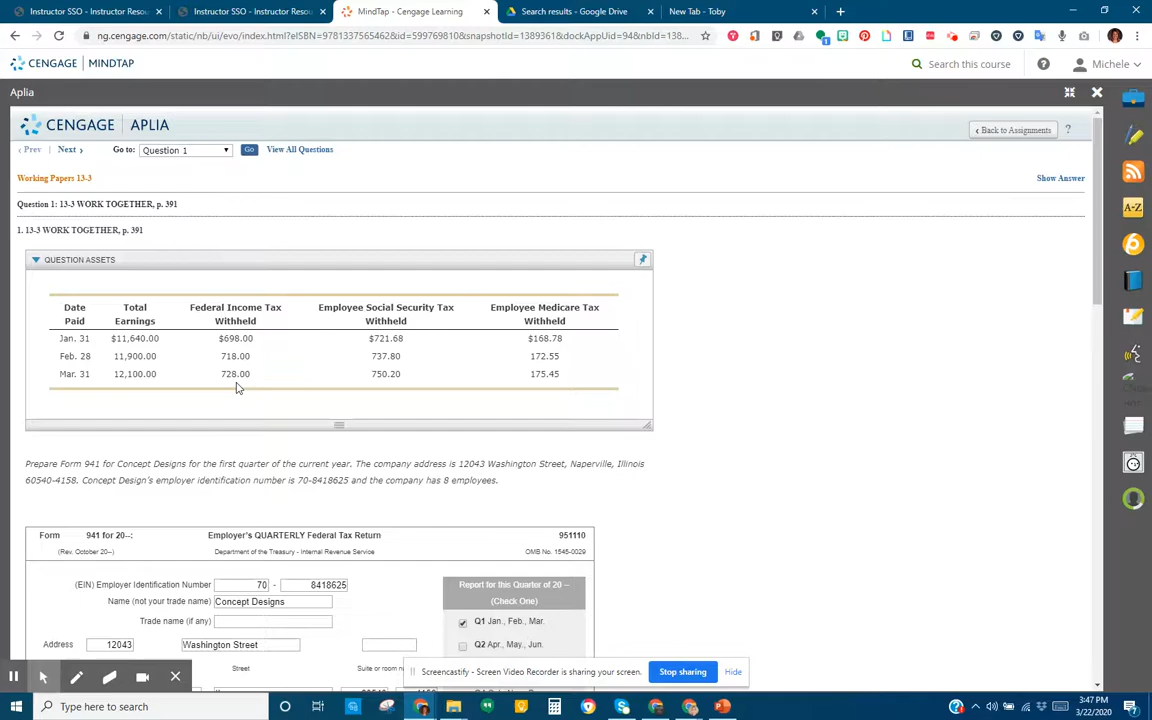 Instructor SSO - Instructor Resou
Instructor SSO - Instructor Resou
MindTap - Cengage Learning
Search results - Google Drive
New Tab - Toby
ng.cengage.com/static/nb/ui/evo/index.html?eISBN=9781337565462&id=599769810&snapshotId=1389361&dockAppUid=94&nbId=138...
CENGAGE | MINDTAP
Search this course
Michele
Aplia
CENGAGE | APLIA
‹ Back to Assignments
?
‹ Prev | Next › Go to: Question 1 Go View All Questions
Working Papers 13-3
Show Answer
Question 1: 13-3 WORK TOGETHER, p. 391
1. 13-3 WORK TOGETHER, p. 391
QUESTION ASSETS
Date Total Federal Income Tax Employee Social Security Tax Employee Medicare Tax
Paid Earnings Withheld Withheld Withheld
Jan. 31 $11,640.00 $698.00 $721.68 $168.78
Feb. 28 11,900.00 718.00 737.80 172.55
Mar. 31 12,100.00 728.00 750.20 175.45
Prepare Form 941 for Concept Designs for the first quarter of the current year. The company address is 12043 Washington Street, Naperville, Illinois
60540-4158. Concept Design's employer identification number is 70-8418625 and the company has 8 employees.
Form 941 for 20--: Employer's QUARTERLY Federal Tax Return 951110
(Rev. October 20--) Department of the Treasury - Internal Revenue Service OMB No. 1545-0029
(EIN) Employer Identification Number 70 - 8418625
Report for this Quarter of 20 --
(Check One)
Name (not your trade name) Concept Designs
Trade name (if any)
Q1 Jan., Feb., Mar.
Address 12043 Washington Street
Q2 Apr., May., Jun.
Street Suite or room
Screencastify - Screen Video Recorder is sharing your screen.
Stop sharing
Hide
A-Z
Type here to search
3:47 PM
3/22/2020